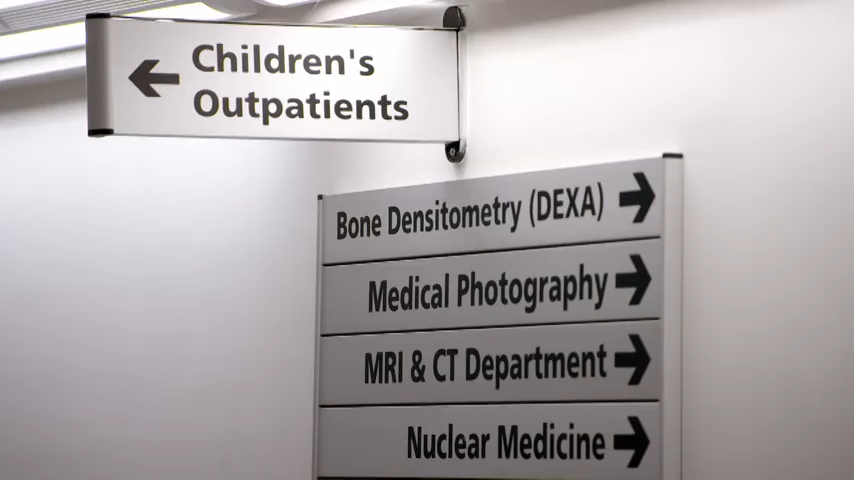 Children's
Outpatients
Bone Densitometry (DEXA)
Medical Photography
MRI & CT Department
Nuclear Medicine